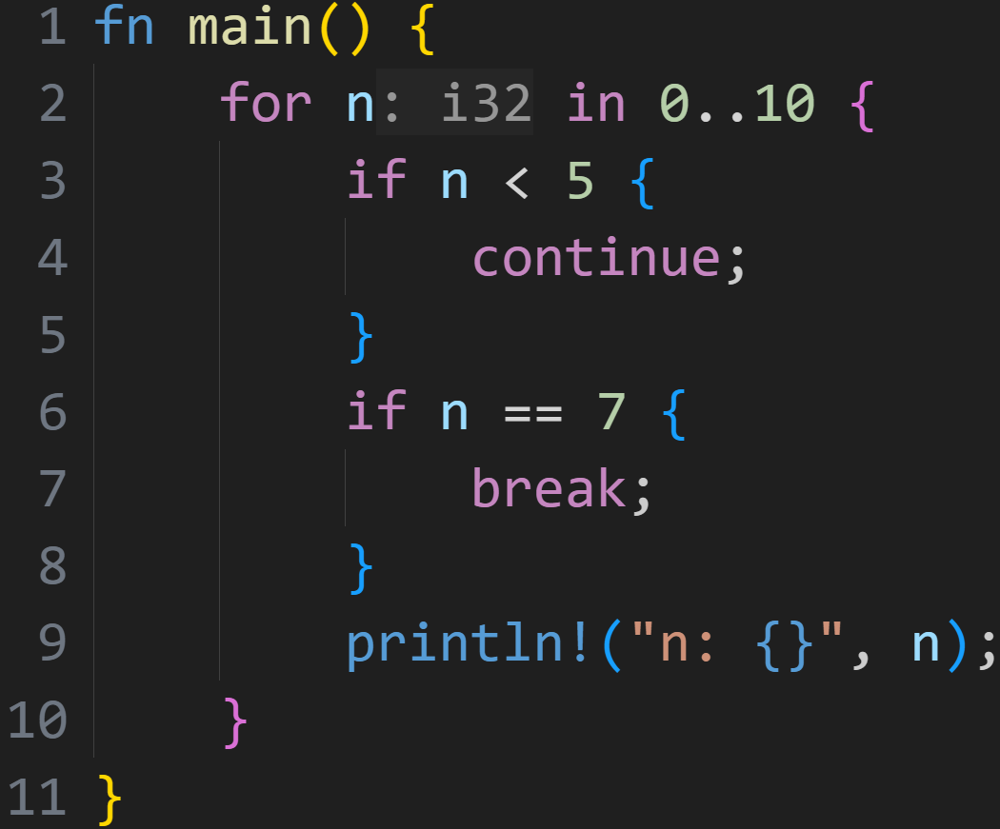 1 fn main() {
2     for n: i32 in 0..10 {
3         if n < 5 {
4             continue;
5         }
6         if n == 7 {
7             break;
8         }
9         println!("n: {}", n);
10     }
11 }